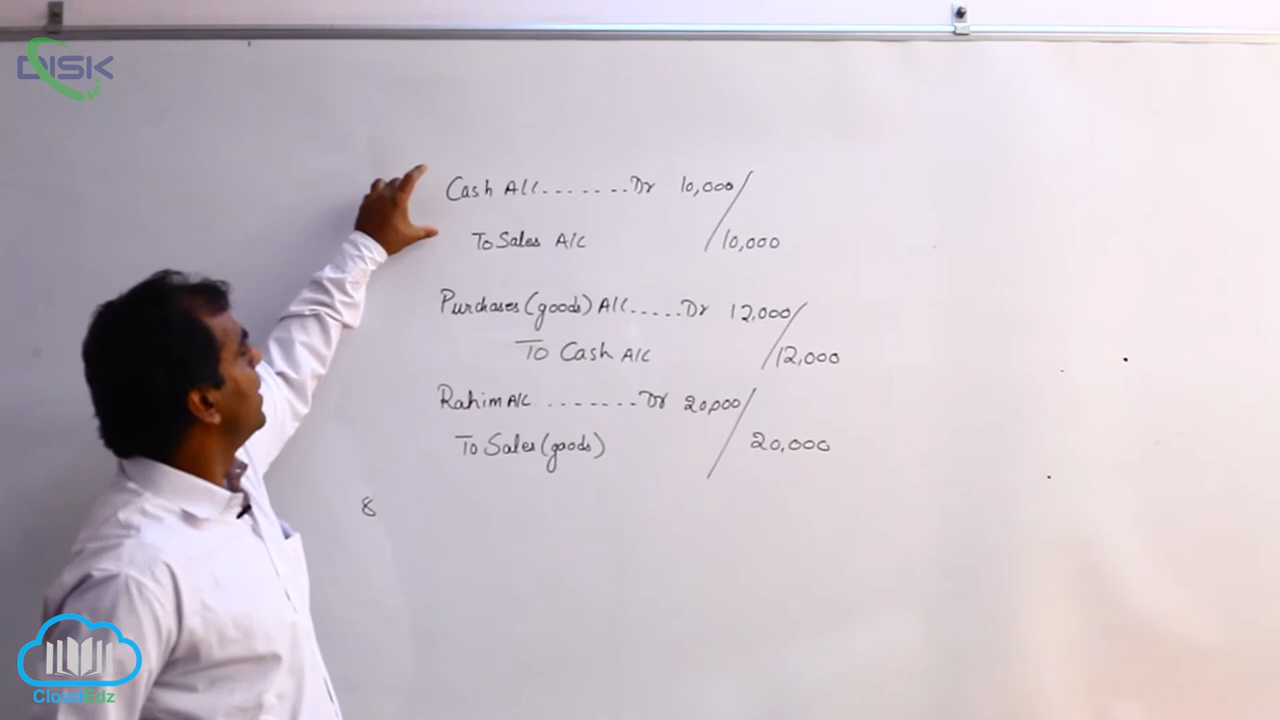 DISK
Cash A/C.......Dr 10,000/
To Sales A/C /10,000
Purchases(goods) A/C.....Dr 12,000/
To Cash A/C /12,000
Rahim A/C .......Dr 20,000/
To Sales(goods) / 20,000
8
CloudEdz